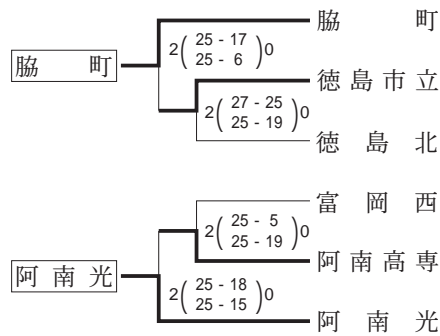 脇町
2(25-17 25-6)0
脇町
徳島市立
2(27-25 25-19)0
徳島北
富岡西
2(25-5 25-19)0
阿南高専
阿南光
2(25-18 25-15)0
阿南光